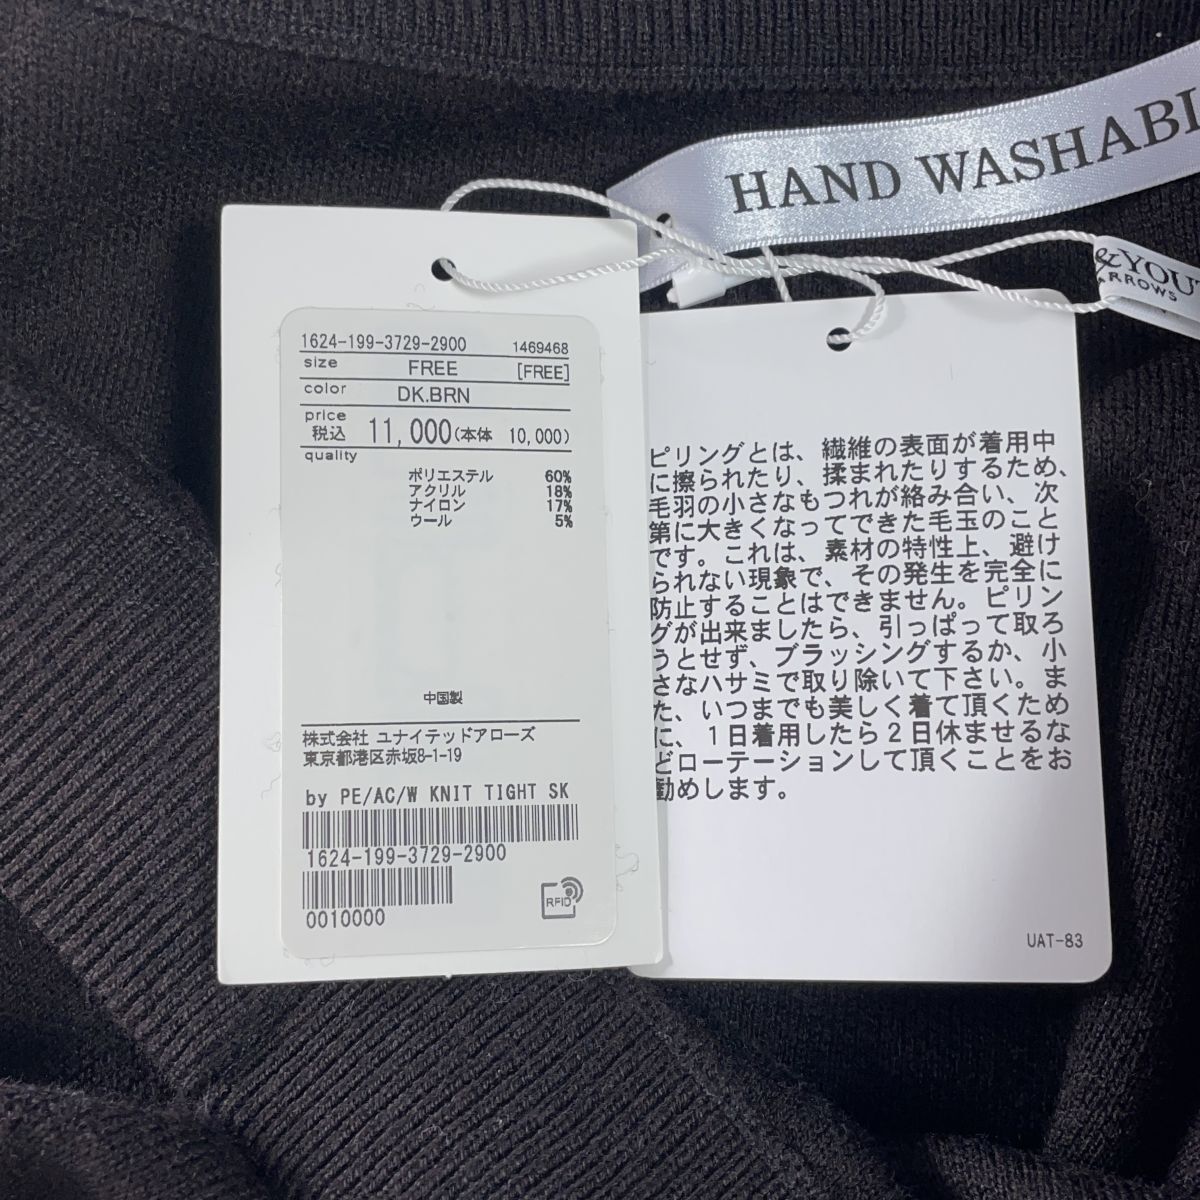 HAND WASHABL
&YOU
RROWS
1624-199-3729-2900 1469468
size FREE [FREE]
color DK.BRN
price
税込 11,000(本体 10,000)
quality
ポリエステル 60%
アクリル 18%
ナイロン 17%
ウール 5%
中国製
株式会社 ユナイテッドアローズ
東京都港区赤坂8-1-19
by PE/AC/W KNIT TIGHT SK
1624-199-3729-2900
0010000
RFID
ピリングとは、繊維の表面が着用中
に擦られたり、揉まれたりするため、
毛羽の小さなもつれが絡み合い、次
第に大きくなってできた毛玉のこと
です。これは、素材の特性上、避け
られない現象で、その発生を完全に
防止することはできません。ピリン
グが出来ましたら、引っぱって取ろ
うとせず、ブラッシングするか、小
さなハサミで取り除いて下さい。ま
た、いつまでも美しく着て頂くため
に、1日着用したら2日休ませるな
どローテーションして頂くことをお
勧めします。
UAT-83